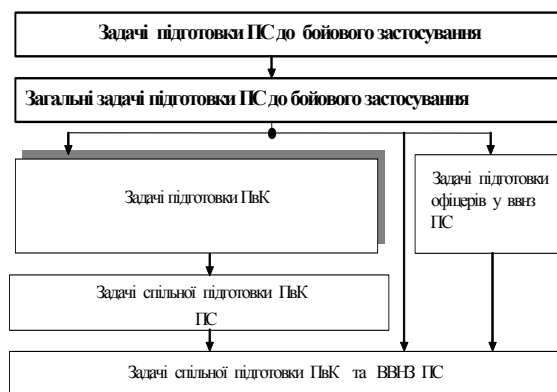 Задачі підготовки ПС до бойового застосування
Загальні задачі підготовки ПС до бойового застосування
Задачі підготовки ПвК
Задачі підготовки
офіцерів у ввнз
ПС
Задачі спільної підготовки ПвК
ПС
Задачі спільної підготовки ПвК та ВВНЗ ПС